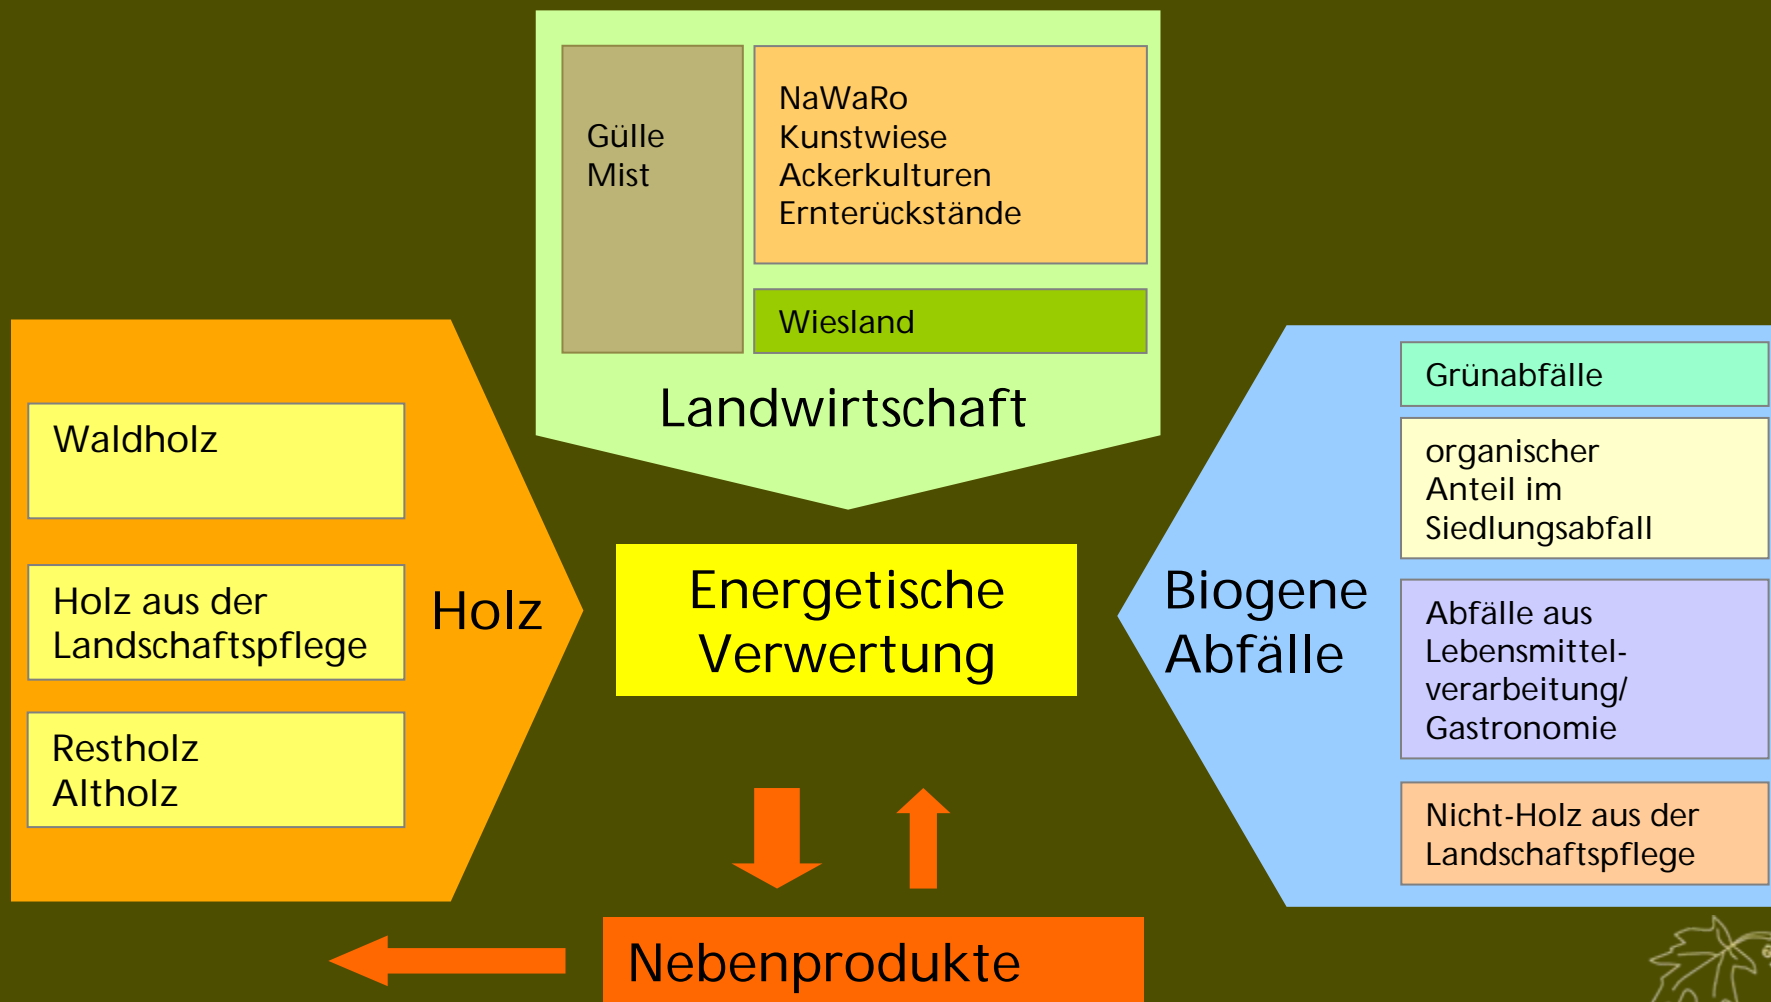 Gülle
Mist
NaWaRo
Kunstwiese
Ackerkulturen
Ernterückstände
Wiesland
Landwirtschaft
Waldholz
Holz aus der
Landschaftspflege
Restholz
Altholz
Holz
Energetische
Verwertung
Biogene
Abfälle
Grünabfälle
organischer
Anteil im
Siedlungsabfall
Abfälle aus
Lebensmittel-
verarbeitung/
Gastronomie
Nicht-Holz aus der
Landschaftspflege
Nebenprodukte